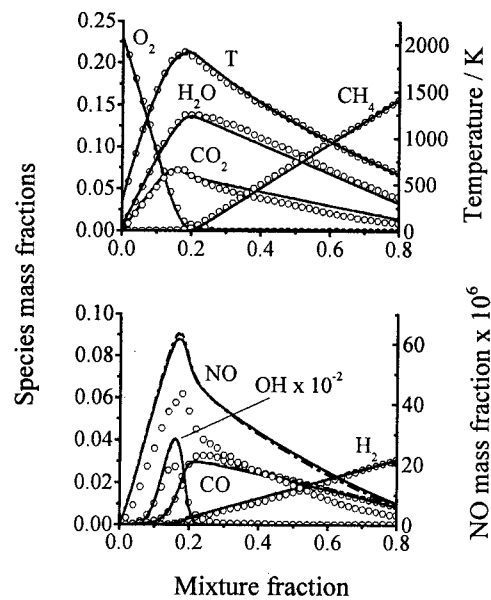 Species mass fractions
0.25
0.20
0.15
0.10
0.05
0.00
O2
T
H2O
CO2
CH4
2000
1500
1000
500
0
Temperature / K
0.0 0.2 0.4 0.6 0.8
0.10
0.08
0.06
0.04
0.02
0.00
NO
OH x 10-2
CO
H2
60
40
20
0
NO mass fraction x 10^6
0.0 0.2 0.4 0.6 0.8
Mixture fraction